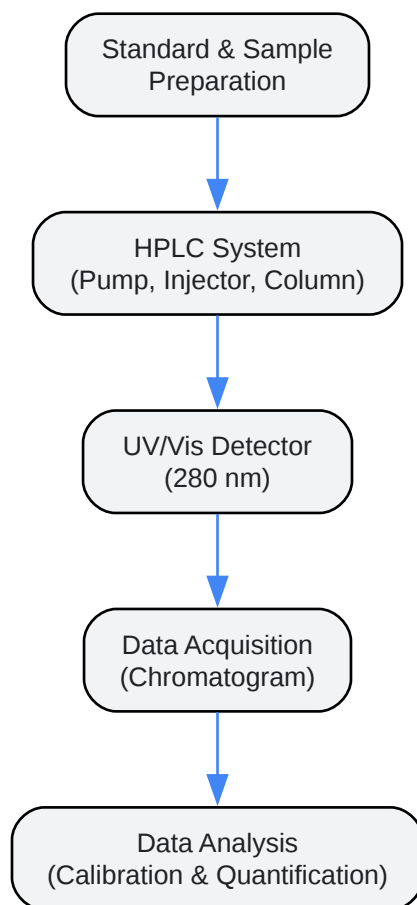 Standard & Sample
Preparation
HPLC System
(Pump, Injector, Column)
UV/Vis Detector
(280 nm)
Data Acquisition
(Chromatogram)
Data Analysis
(Calibration & Quantification)